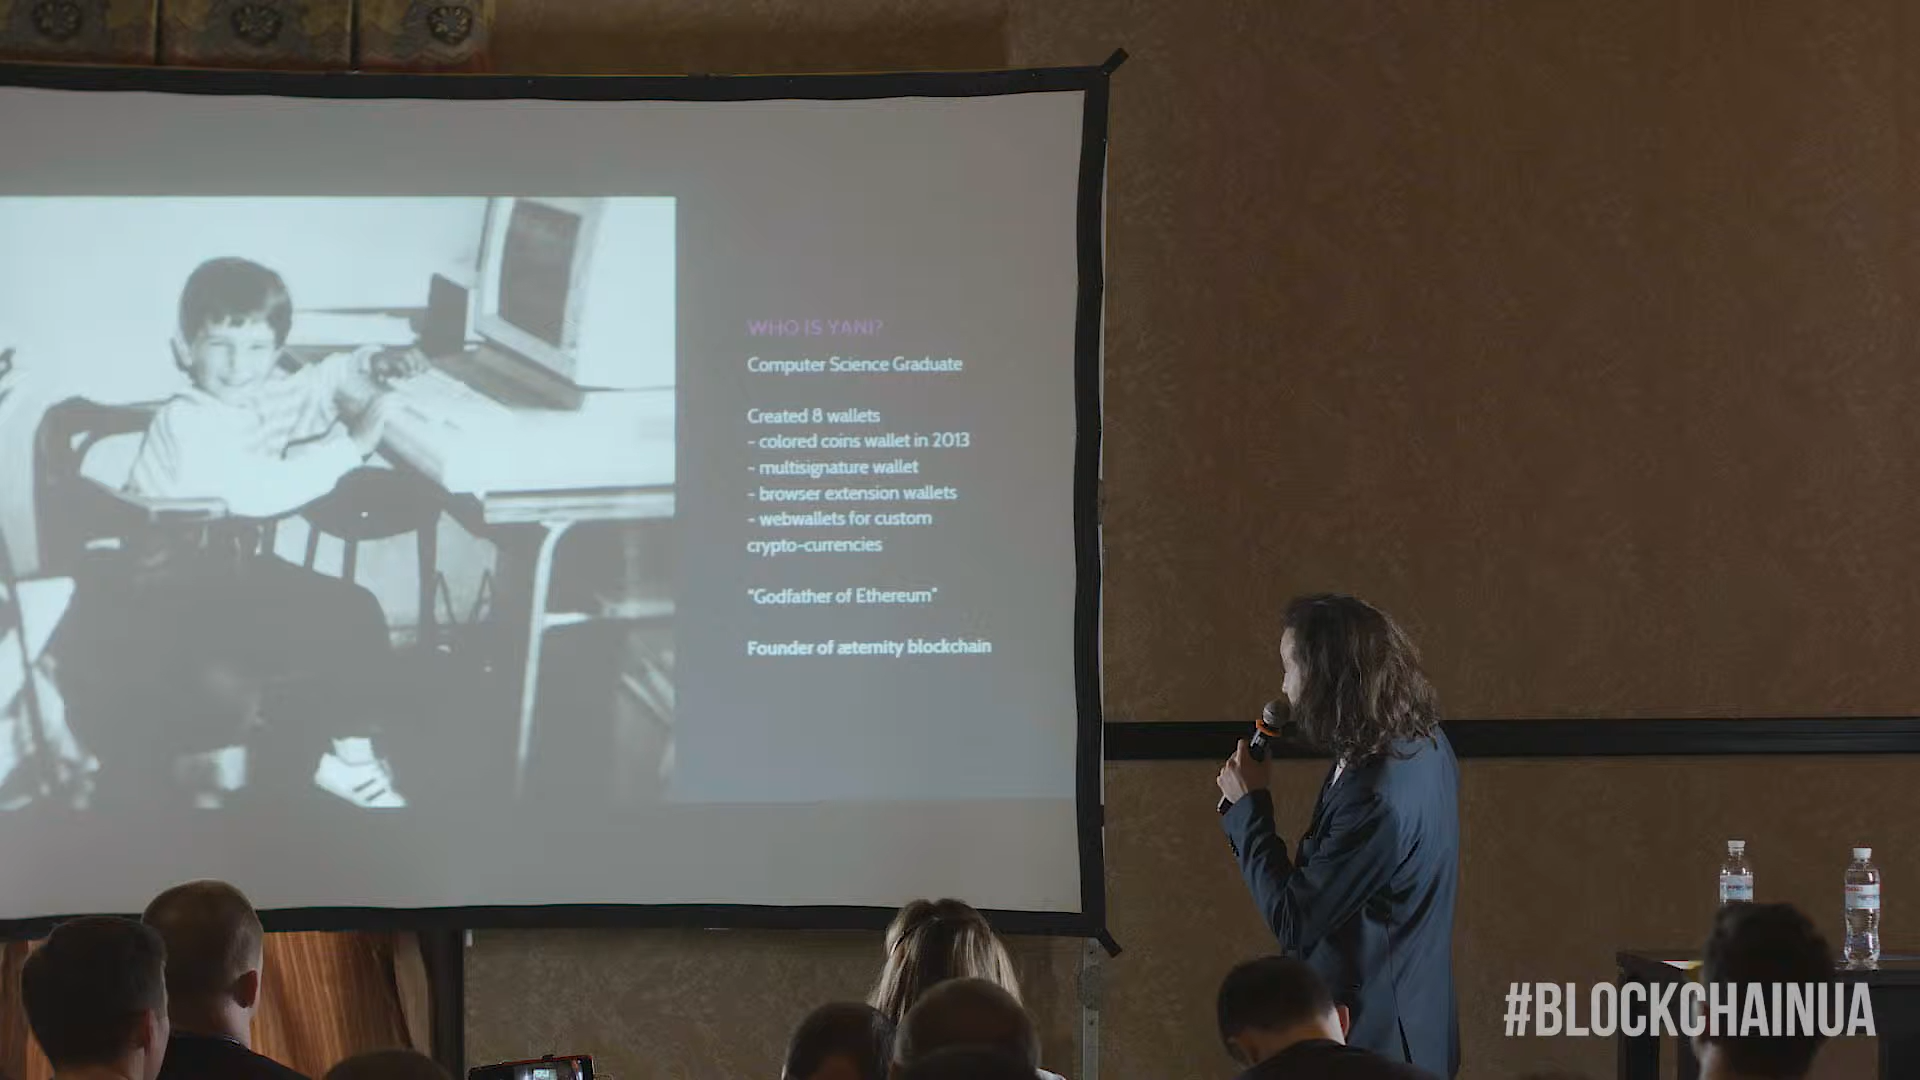 WHO IS YANI?
Computer Science Graduate
Created 8 wallets
- colored coins wallet in 2013
- multisignature wallet
- browser extension wallets
- webwallets for custom
crypto-currencies
"Godfather of Ethereum"
Founder of æternity blockchain
#BLOCKCHAINUA